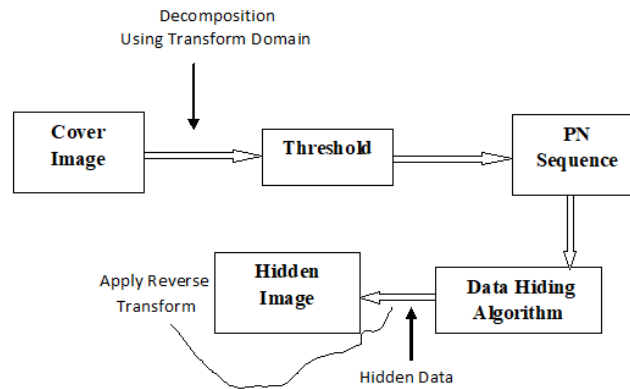 Decomposition
Using Transform Domain
Cover
Image
Threshold
PN
Sequence
Apply Reverse
Transform
Hidden
Image
Data Hiding
Algorithm
Hidden Data